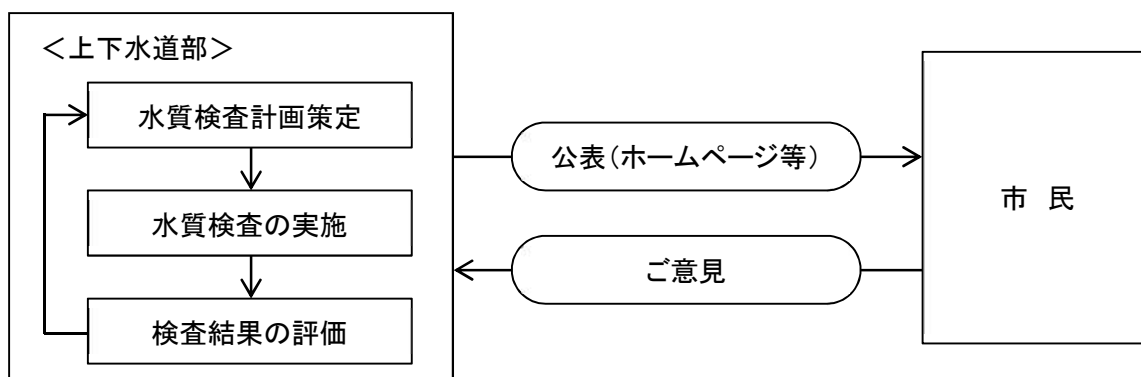 ＜上下水道部＞
水質検査計画策定
水質検査の実施
検査結果の評価
公表（ホームページ等）
ご意見
市 民